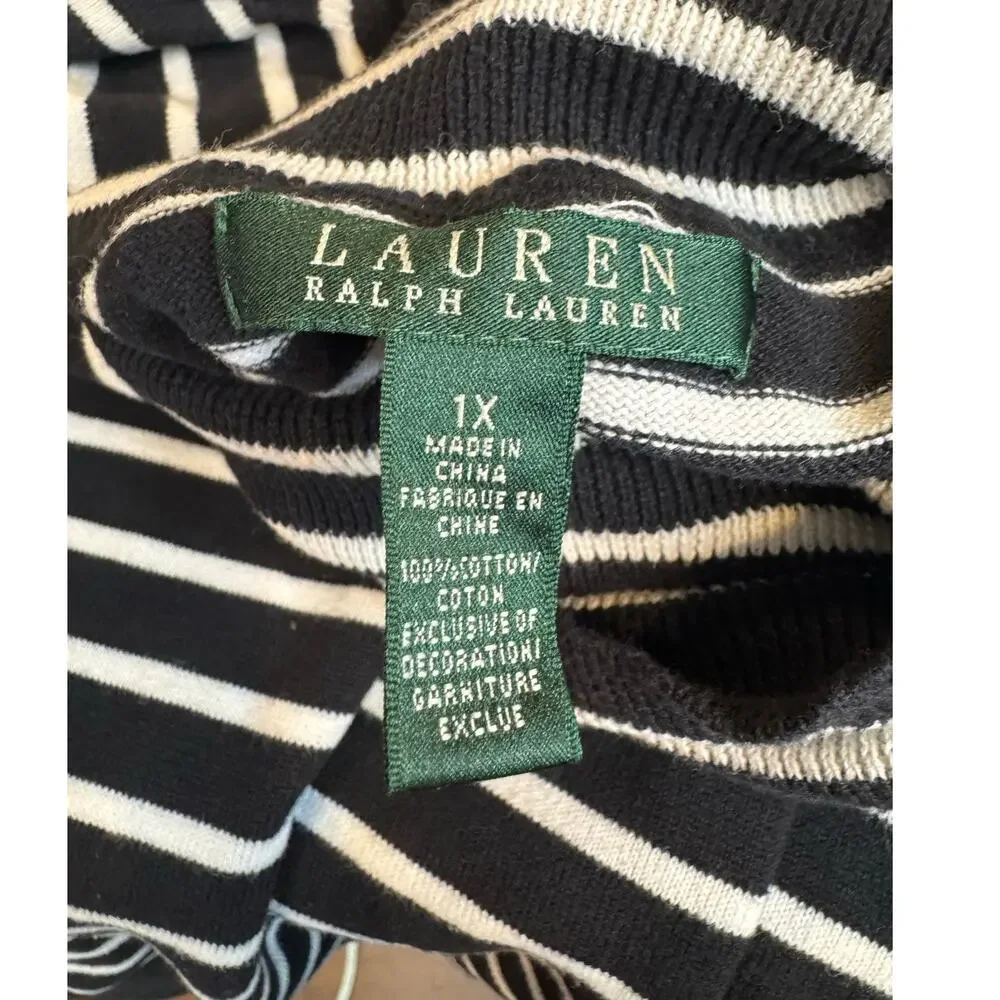 LAUREN
RALPH LAUREN
1X
MADE IN
CHINA
FABRIQUE EN
CHINE
100% COTTON/
COTON
EXCLUSIVE OF
DECORATION/
GARNITURE
EXCLUE